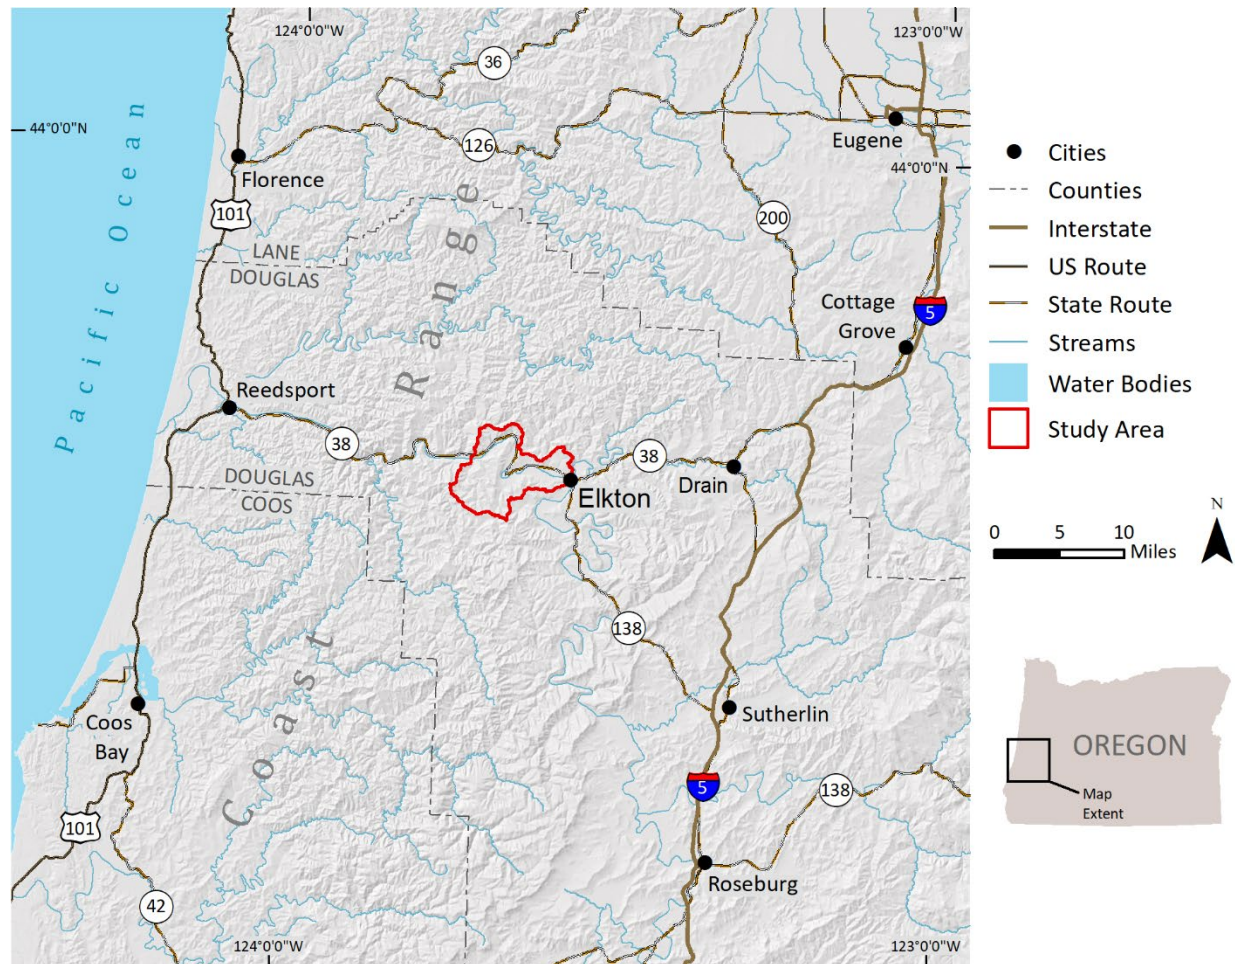 124°0'0"W
123°0'0"W
36
44°0'0"N
Pacific Ocean
126
Eugene
44°0'0"N
Florence
101
200
LANE
DOUGLAS
Coast Range
5
Cottage
Grove
Reedsport
38
38
DOUGLAS
COOS
Elkton
Drain
138
Coos
Bay
Sutherlin
5
138
101
Roseburg
42
124°0'0"W
123°0'0"W
Cities
Counties
Interstate
US Route
State Route
Streams
Water Bodies
Study Area
N
0 5 10
Miles
OREGON
Map
Extent